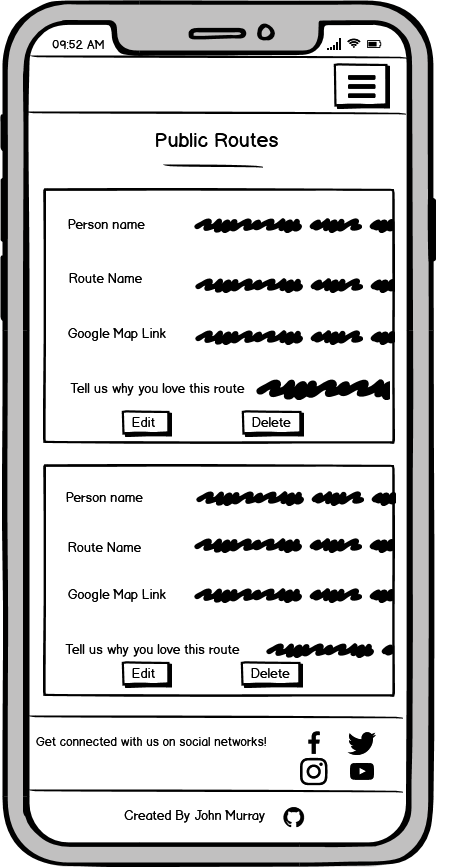 09:52 AM
Public Routes
Person name
Route Name
Google Map Link
Tell us why you love this route
Edit Delete
Person name
Route Name
Google Map Link
Tell us why you love this route
Edit Delete
Get connected with us on social networks!
Created By John Murray